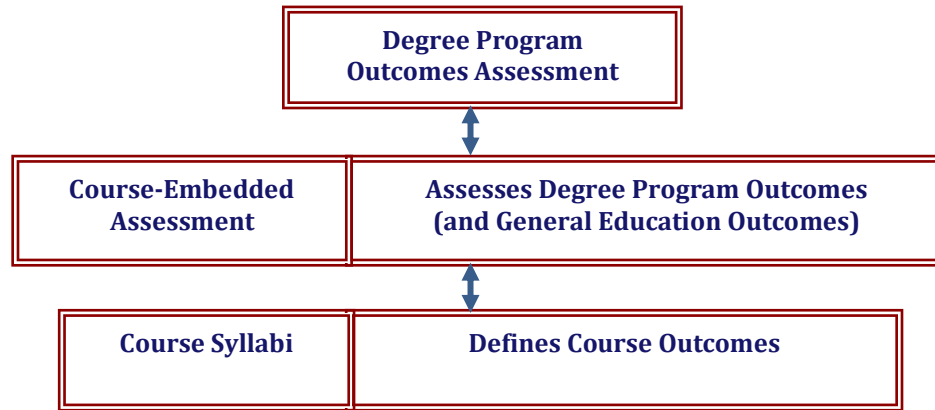 Degree Program
Outcomes Assessment
Course-Embedded
Assessment
Assesses Degree Program Outcomes
(and General Education Outcomes)
Course Syllabi
Defines Course Outcomes